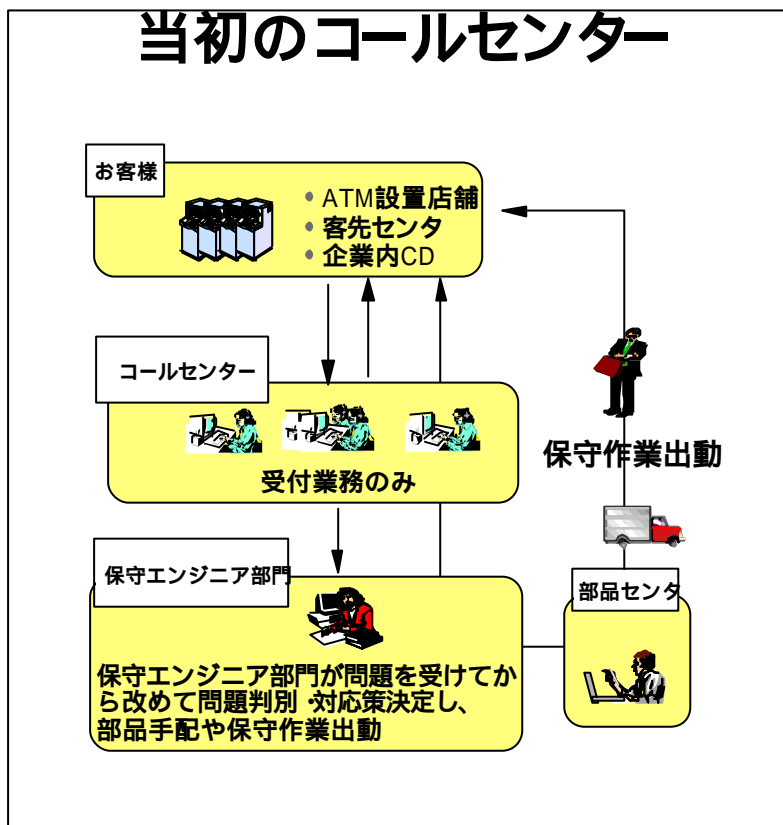 当初のコールセンター
お客様
• ATM設置店舗
• 客先センタ
• 企業内CD
コールセンター
受付業務のみ
保守作業出動
保守エンジニア部門
部品センタ
保守エンジニア部門が問題を受けてか
ら改めて問題判別・対応策決定し、
部品手配や保守作業出動